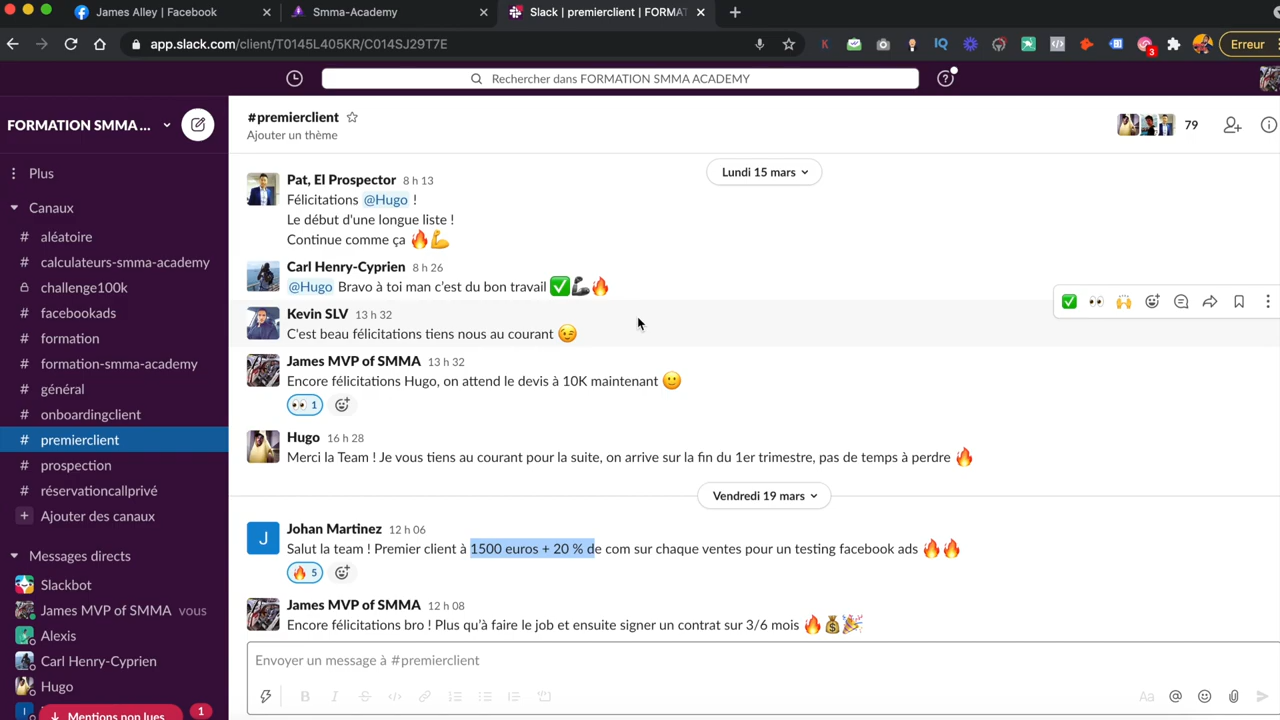 James Alley | Facebook
Smma-Academy
Slack | premierclient | FORMAT
app.slack.com/client/T0145L405KR/C014SJ29T7E
K
IQ
3
Erreur
Rechercher dans FORMATION SMMA ACADEMY
FORMATION SMMA ...
#premierclient
Ajouter un thème
79
Plus
Canaux
# aléatoire
# calculateurs-smma-academy
challenge100k
# facebookads
# formation
# formation-smma-academy
# général
# onboardingclient
# premierclient
# prospection
# réservationcallprivé
+ Ajouter des canaux
Messages directs
Slackbot
James MVP of SMMA vous
Alexis
Carl Henry-Cyprien
Hugo
Mentions non lues
1
Lundi 15 mars
Pat, El Prospector 8 h 13
Félicitations @Hugo !
Le début d'une longue liste !
Continue comme ça 🔥💪
Carl Henry-Cyprien 8 h 26
@Hugo Bravo à toi man c’est du bon travail ✅🦾🔥
Kevin SLV 13 h 32
C'est beau félicitations tiens nous au courant 😉
James MVP of SMMA 13 h 32
Encore félicitations Hugo, on attend le devis à 10K maintenant 🙂
👀 1
Hugo 16 h 28
Merci la Team ! Je vous tiens au courant pour la suite, on arrive sur la fin du 1er trimestre, pas de temps à perdre 🔥
Vendredi 19 mars
J
Johan Martinez 12 h 06
Salut la team ! Premier client à 1500 euros + 20 % de com sur chaque ventes pour un testing facebook ads 🔥🔥
🔥 5
James MVP of SMMA 12 h 08
Encore félicitations bro ! Plus qu’à faire le job et ensuite signer un contrat sur 3/6 mois 🔥💰🎉
Envoyer un message à #premierclient
B I S
Aa @